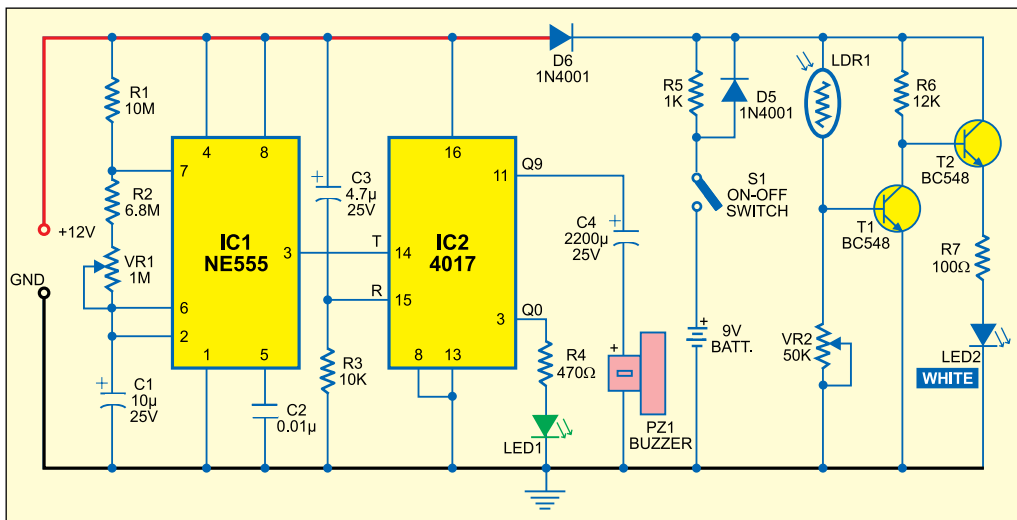 D6
1N4001
R1
10M
R2
6.8M
VR1
1M
+12V
GND
C1
10µ
25V
+
7
6
2
4
8
IC1
NE555
3
1
5
C2
0.01µ
+
C3
4.7µ
25V
T
R
R3
10K
16
14
15
IC2
4017
11
3
8
13
Q9
Q0
C4
2200µ
25V
+
R4
470Ω
LED1
+
PZ1
BUZZER
R5
1K
D5
1N4001
S1
ON-OFF
SWITCH
+
9V
BATT.
LDR1
VR2
50K
R6
12K
T1
BC548
T2
BC548
R7
100Ω
LED2
WHITE